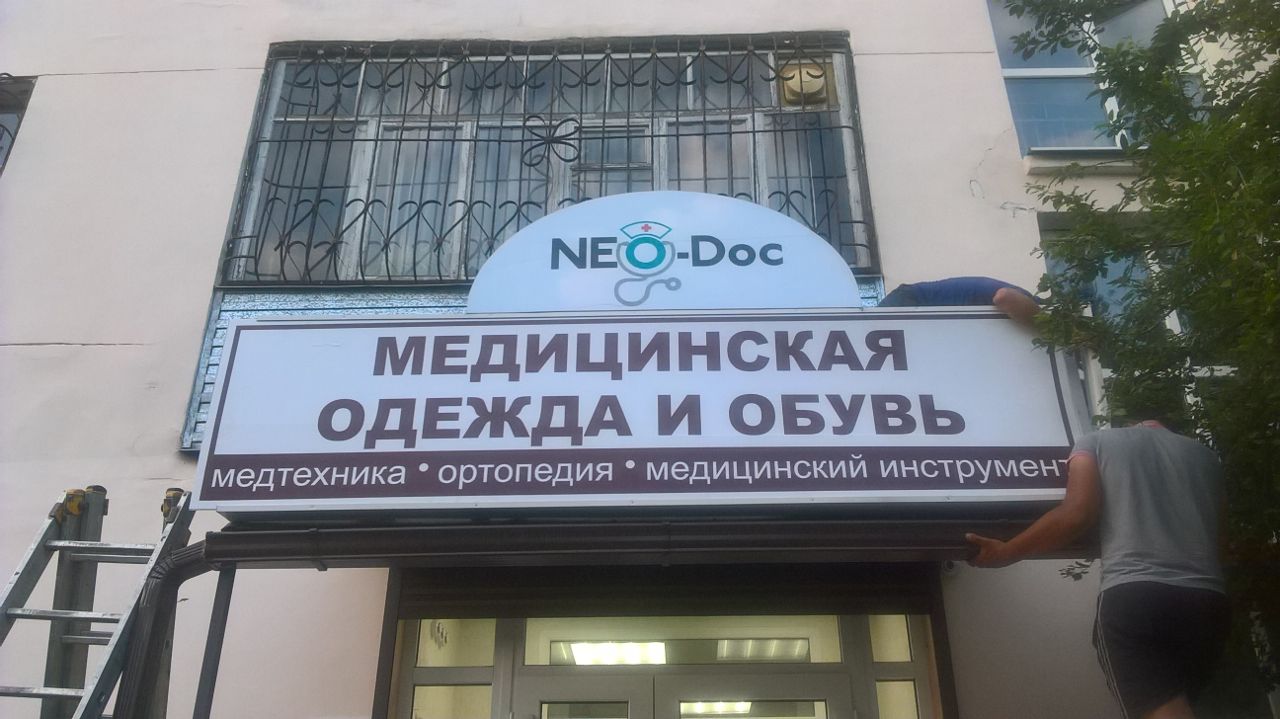 NEO-Doc
МЕДИЦИНСКАЯ
ОДЕЖДА И ОБУВЬ
медтехника • ортопедия • медицинский инструмент